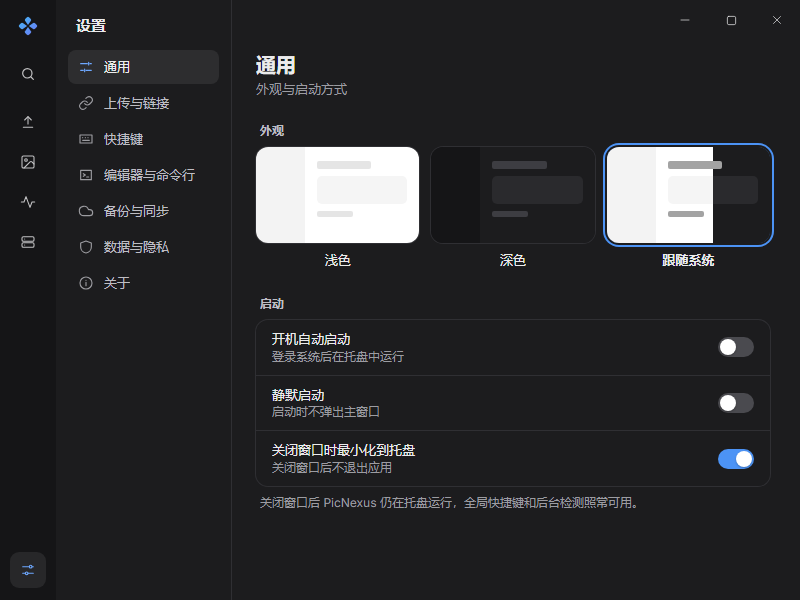 设置
通用
上传与链接
快捷键
编辑器与命令行
备份与同步
数据与隐私
关于
通用
外观与启动方式
外观
浅色
深色
跟随系统
启动
开机自动启动
登录系统后在托盘中运行
静默启动
启动时不弹出主窗口
关闭窗口时最小化到托盘
关闭窗口后不退出应用
关闭窗口后 PicNexus 仍在托盘运行，全局快捷键和后台检测照常可用。